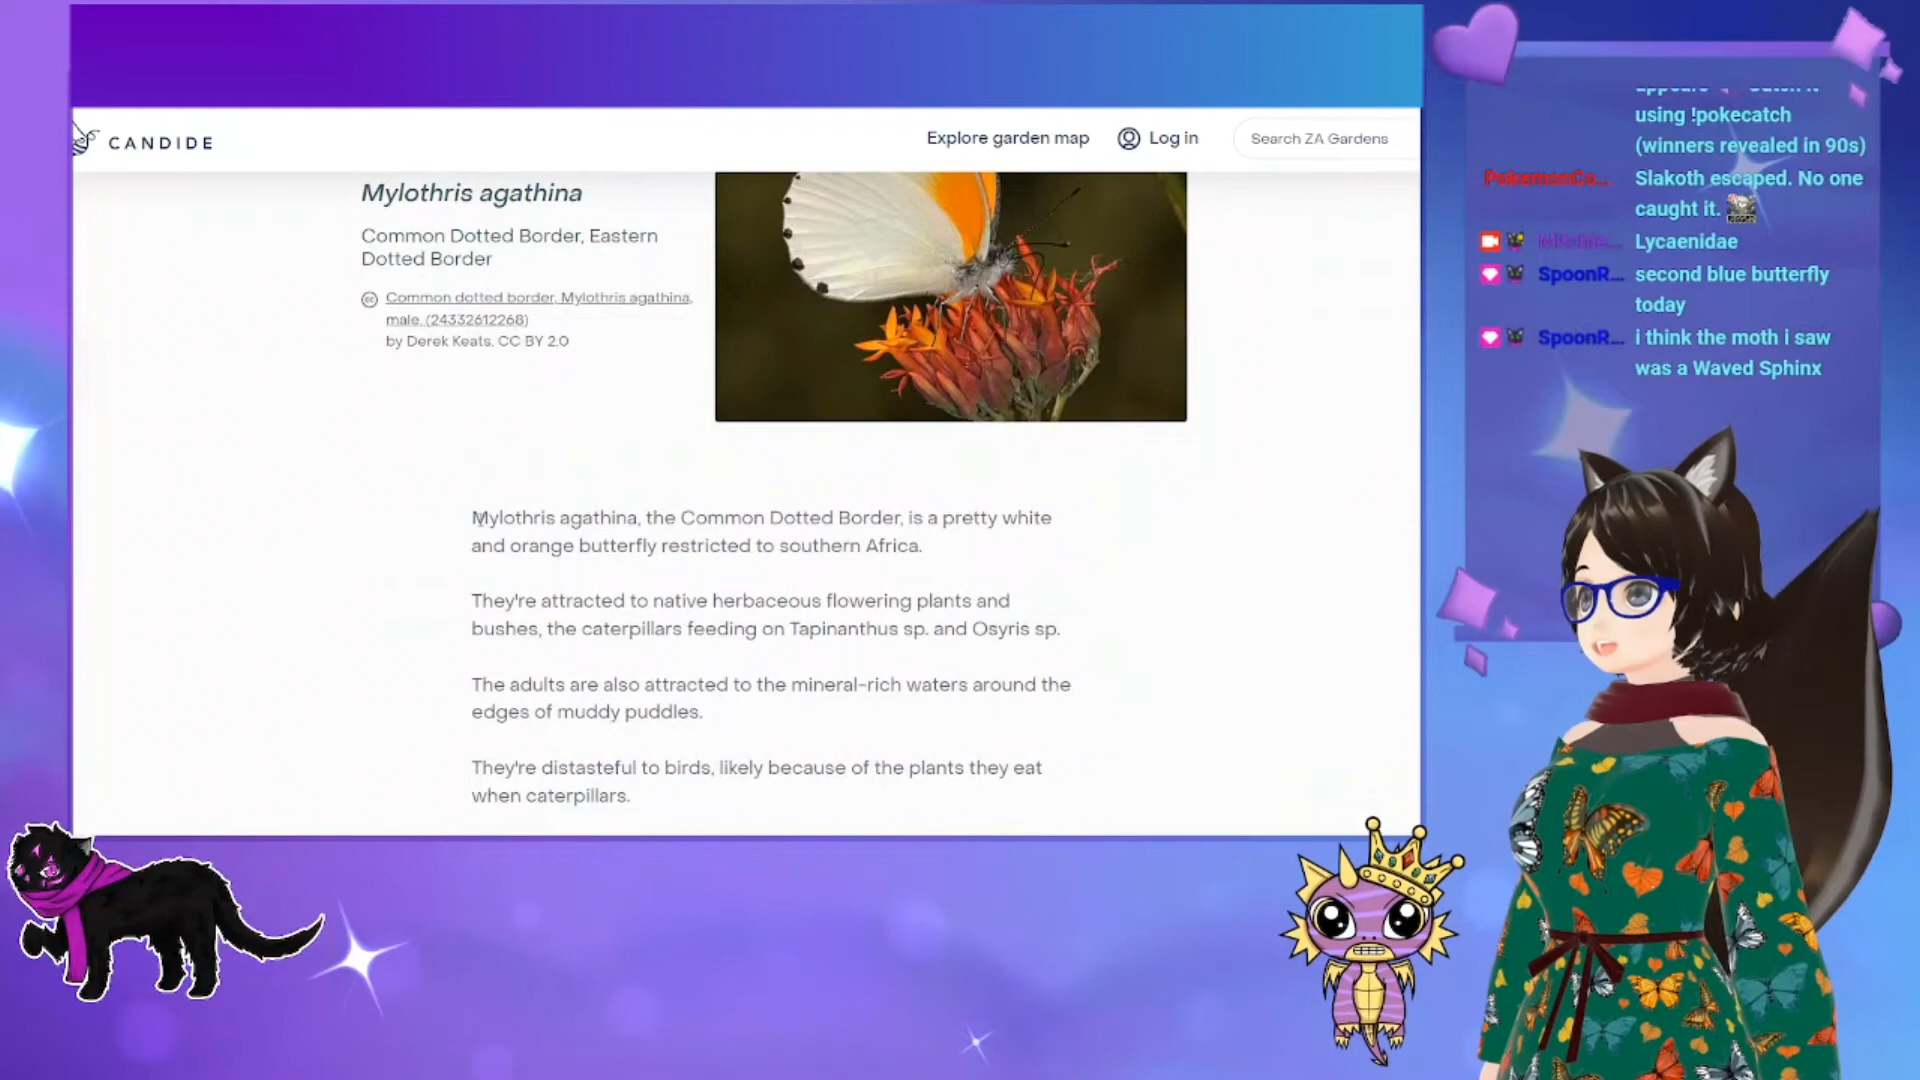 CANDIDE
Explore garden map
Log in
Search ZA Gardens
Mylothris agathina
Common Dotted Border, Eastern
Dotted Border
Common dotted border, Mylothris agathina,
male, (24332612268)
by Derek Keats. CC BY 2.0
Mylothris agathina, the Common Dotted Border, is a pretty white
and orange butterfly restricted to southern Africa.
They're attracted to native herbaceous flowering plants and
bushes, the caterpillars feeding on Tapinanthus sp. and Osyris sp.
The adults are also attracted to the mineral-rich waters around the
edges of muddy puddles.
They're distasteful to birds, likely because of the plants they eat
when caterpillars.
using !pokecatch
(winners revealed in 90s)
PokemonCo... Slakoth escaped. No one
caught it.
Lycaenidae
SpoonR... second blue butterfly
today
SpoonR... i think the moth i saw
was a Waved Sphinx